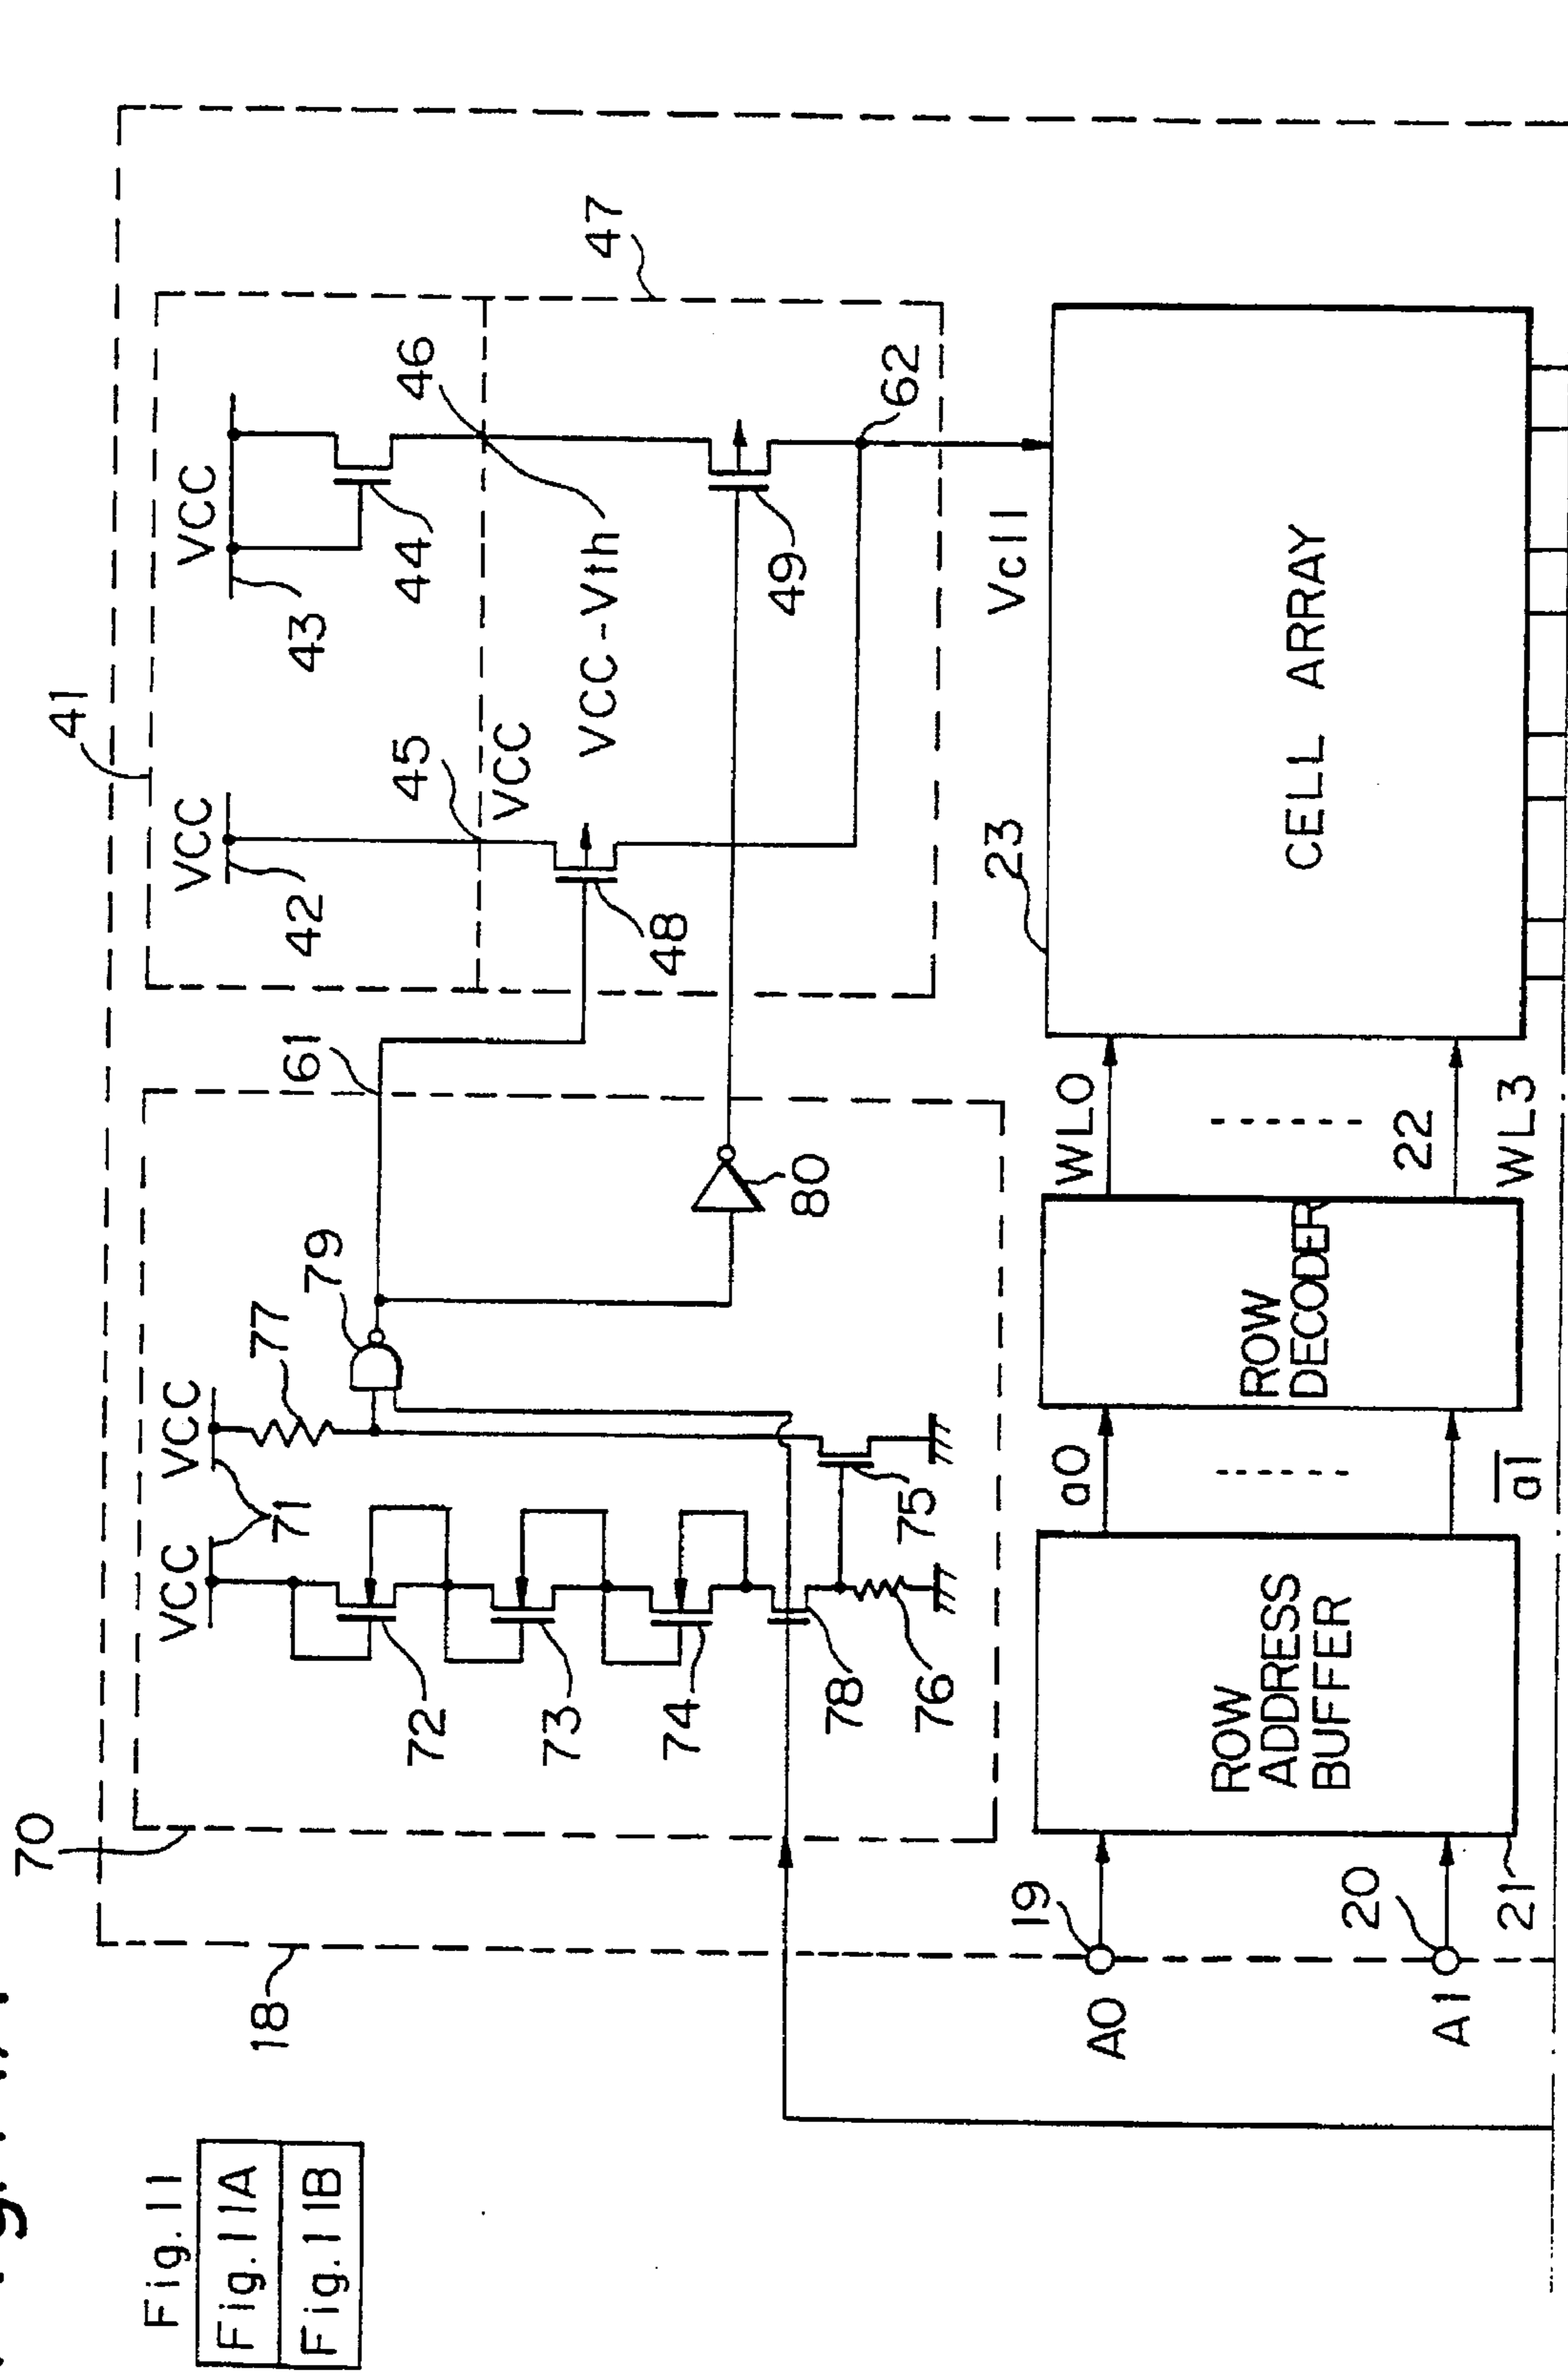 Fig. 11
Fig. 11A
Fig. 11B
18
70
41
47
VCC
VCC
71
77
79
61
72
73
74
78
76
75
80
VCC
42
VCC
43
44
45
46
VCC
VCC-Vth
48
49
62
Vc11
A0
19
A1
20
21
ROW
ADDRESS
BUFFER
a0
a1
ROW
DECODER
WL0
22
WL3
23
CELL ARRAY